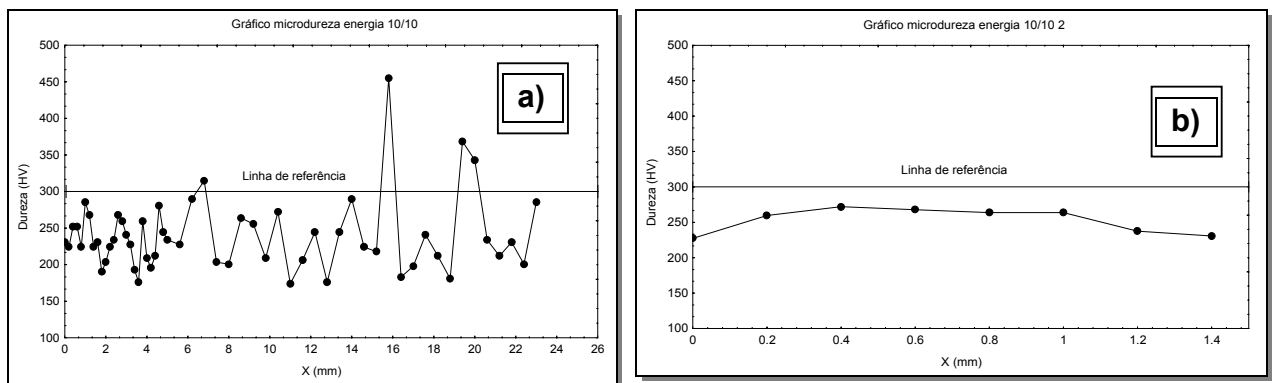 Gráfico microdureza energia 10/10
500
450
400
350
300
250
200
150
100
Dureza (HV)
a)
Linha de referência
0 2 4 6 8 10 12 14 16 18 20 22 24 26
X (mm)
Gráfico microdureza energia 10/10 2
500
450
400
350
300
250
200
150
100
Dureza (HV)
b)
Linha de referência
0 0.2 0.4 0.6 0.8 1 1.2 1.4
X (mm)